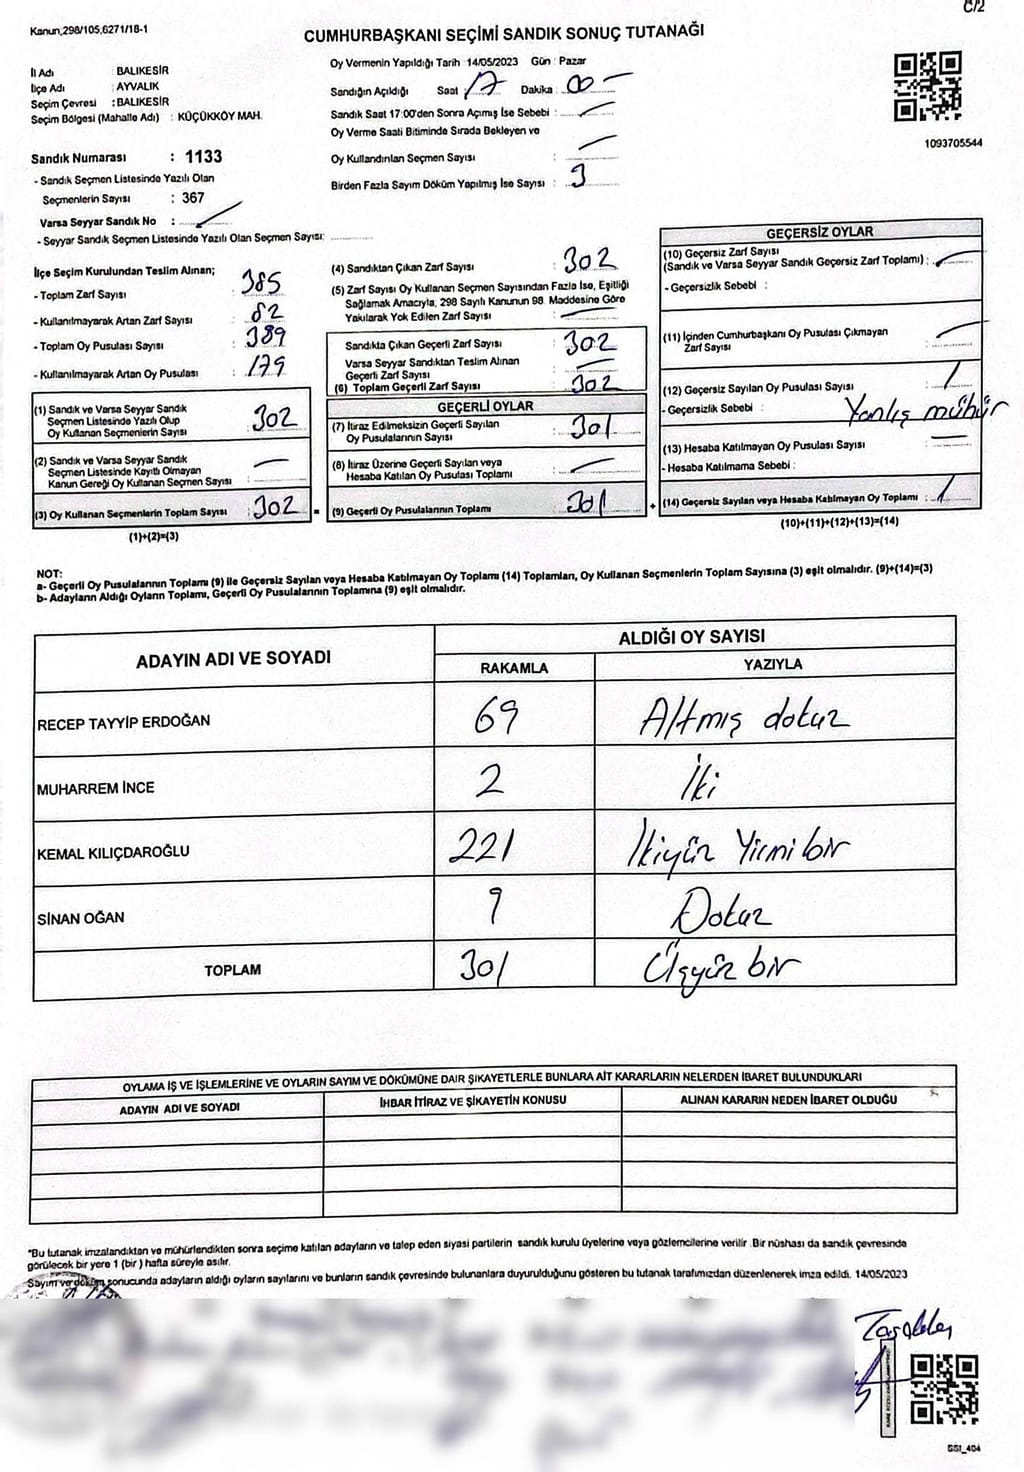 C/2
Kanun,298/105,6271/18-1
CUMHURBAŞKANI SEÇİMİ SANDIK SONUÇ TUTANAĞI
İl Adı : BALIKESİR
İlçe Adı : AYVALIK
Seçim Çevresi : BALIKESİR
Seçim Bölgesi (Mahalle Adı) : KÜÇÜKKÖY MAH.
Sandık Numarası : 1133
- Sandık Seçmen Listesinde Yazılı Olan
Seçmenlerin Sayısı : 367
Varsa Seyyar Sandık No :
- Seyyar Sandık Seçmen Listesinde Yazılı Olan Seçmen Sayısı:
Oy Vermenin Yapıldığı Tarih : 14/05/2023 Gün : Pazar
Sandığın Açıldığı Saat : 17 Dakika : 00
Sandık Saat 17:00'den Sonra Açımış İse Sebebi :
Oy Verme Saati Bitiminde Sırada Bekleyen ve
Oy Kullandırılan Seçmen Sayısı :
Birden Fazla Sayım Döküm Yapılmış İse Sayısı : 3
1093705544
İlçe Seçim Kurulundan Teslim Alınan;
- Toplam Zarf Sayısı : 385
- Kullanılmayarak Artan Zarf Sayısı : 82
- Toplam Oy Pusulası Sayısı : 389
- Kullanılmayarak Artan Oy Pusulası : 179
(1) Sandık ve Varsa Seyyar Sandık
Seçmen Listesinde Yazılı Olup
Oy Kullanan Seçmenlerin Sayısı : 302
(2) Sandık ve Varsa Seyyar Sandık
Seçmen Listesinde Kayıtlı Olmayan
Kanun Gereği Oy Kullanan Seçmen Sayısı :
(3) Oy Kullanan Seçmenlerin Toplam Sayısı : 302
(1)+(2)=(3)
(4) Sandıktan Çıkan Zarf Sayısı : 302
(5) Zarf Sayısı Oy Kullanan Seçmen Sayısından Fazla İse, Eşitliği
Sağlamak Amacıyla, 298 Sayılı Kanunun 98. Maddesine Göre
Yakılarak Yok Edilen Zarf Sayısı :
Sandıkta Çıkan Geçerli Zarf Sayısı : 302
Varsa Seyyar Sandıktan Teslim Alınan
Geçerli Zarf Sayısı :
(6) Toplam Geçerli Zarf Sayısı : 302
GEÇERLİ OYLAR
(7) İtiraz Edilmeksizin Geçerli Sayılan
Oy Pusulalarının Sayısı : 301
(8) İtiraz Üzerine Geçerli Sayılan veya
Hesaba Katılan Oy Pusulası Toplamı :
= (9) Geçerli Oy Pusulalarının Toplamı : 301
GEÇERSİZ OYLAR
(10) Geçersiz Zarf Sayısı
(Sandık ve Varsa Seyyar Sandık Geçersiz Zarf Toplamı) :
- Geçersizlik Sebebi :
(11) İçinden Cumhurbaşkanı Oy Pusulası Çıkmayan
Zarf Sayısı :
(12) Geçersiz Sayılan Oy Pusulası Sayısı : 1
- Geçersizlik Sebebi : Yanlış mühür
(13) Hesaba Katılmayan Oy Pusulası Sayısı :
- Hesaba Katılmama Sebebi :
+ (14) Geçersiz Sayılan veya Hesaba Katılmayan Oy Toplamı : 1
(10)+(11)+(12)+(13)=(14)
NOT:
a- Geçerli Oy Pusulalarının Toplamı (9) ile Geçersiz Sayılan veya Hesaba Katılmayan Oy Toplamı (14) Toplamları, Oy Kullanan Seçmenlerin Toplam Sayısına (3) eşit olmalıdır. (9)+(14)=(3)
b- Adayların Aldığı Oyların Toplamı, Geçerli Oy Pusulalarının Toplamına (9) eşit olmalıdır.
ADAYIN ADI VE SOYADI
ALDIĞI OY SAYISI
RAKAMLA YAZIYLA
RECEP TAYYİP ERDOĞAN 69 Altmış dokuz
MUHARREM İNCE 2 İki
KEMAL KILIÇDAROĞLU 221 İkiyüz Yirmi bir
SİNAN OĞAN 9 Dokuz
TOPLAM 301 Üçyüz bir
OYLAMA İŞ VE İŞLEMLERİNE VE OYLARIN SAYIM VE DÖKÜMÜNE DAİR ŞİKAYETLERLE BUNLARA AİT KARARLARIN NELERDEN İBARET BULUNDUKLARI
ADAYIN ADI VE SOYADI İHBAR İTİRAZ VE ŞİKAYETİN KONUSU ALINAN KARARIN NEDEN İBARET OLDUĞU
"Bu tutanak imzalandıktan ve mühürlendikten sonra seçime katılan adayların ve talep eden siyasi partilerin sandık kurulu üyelerine veya gözlemcilerine verilir .Bir nüshası da sandık çevresinde
görülecek bir yere 1 (bir ) hafta süreyle asılır.
Sayım ve döküm sonucunda adayların aldığı oyların sayılarını ve bunların sandık çevresinde bulunanlara duyurulduğunu gösteren bu tutanak tarafımızdan düzenlenerek imza edildi. 14/05/2023
SSI_404